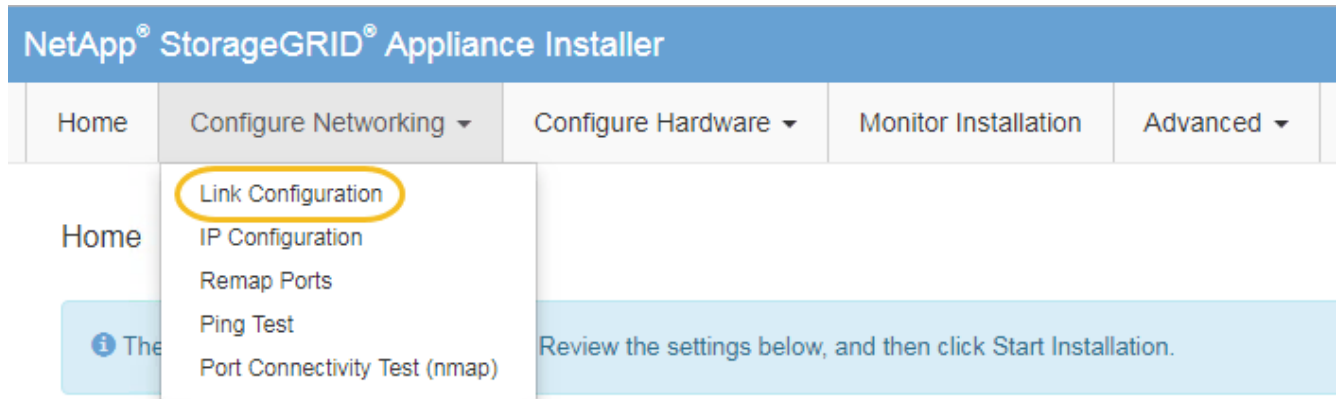 NetApp® StorageGRID® Appliance Installer
Home Configure Networking Configure Hardware Monitor Installation Advanced
Link Configuration
Home IP Configuration
Remap Ports
Ping Test
The Review the settings below, and then click Start Installation.
Port Connectivity Test (nmap)